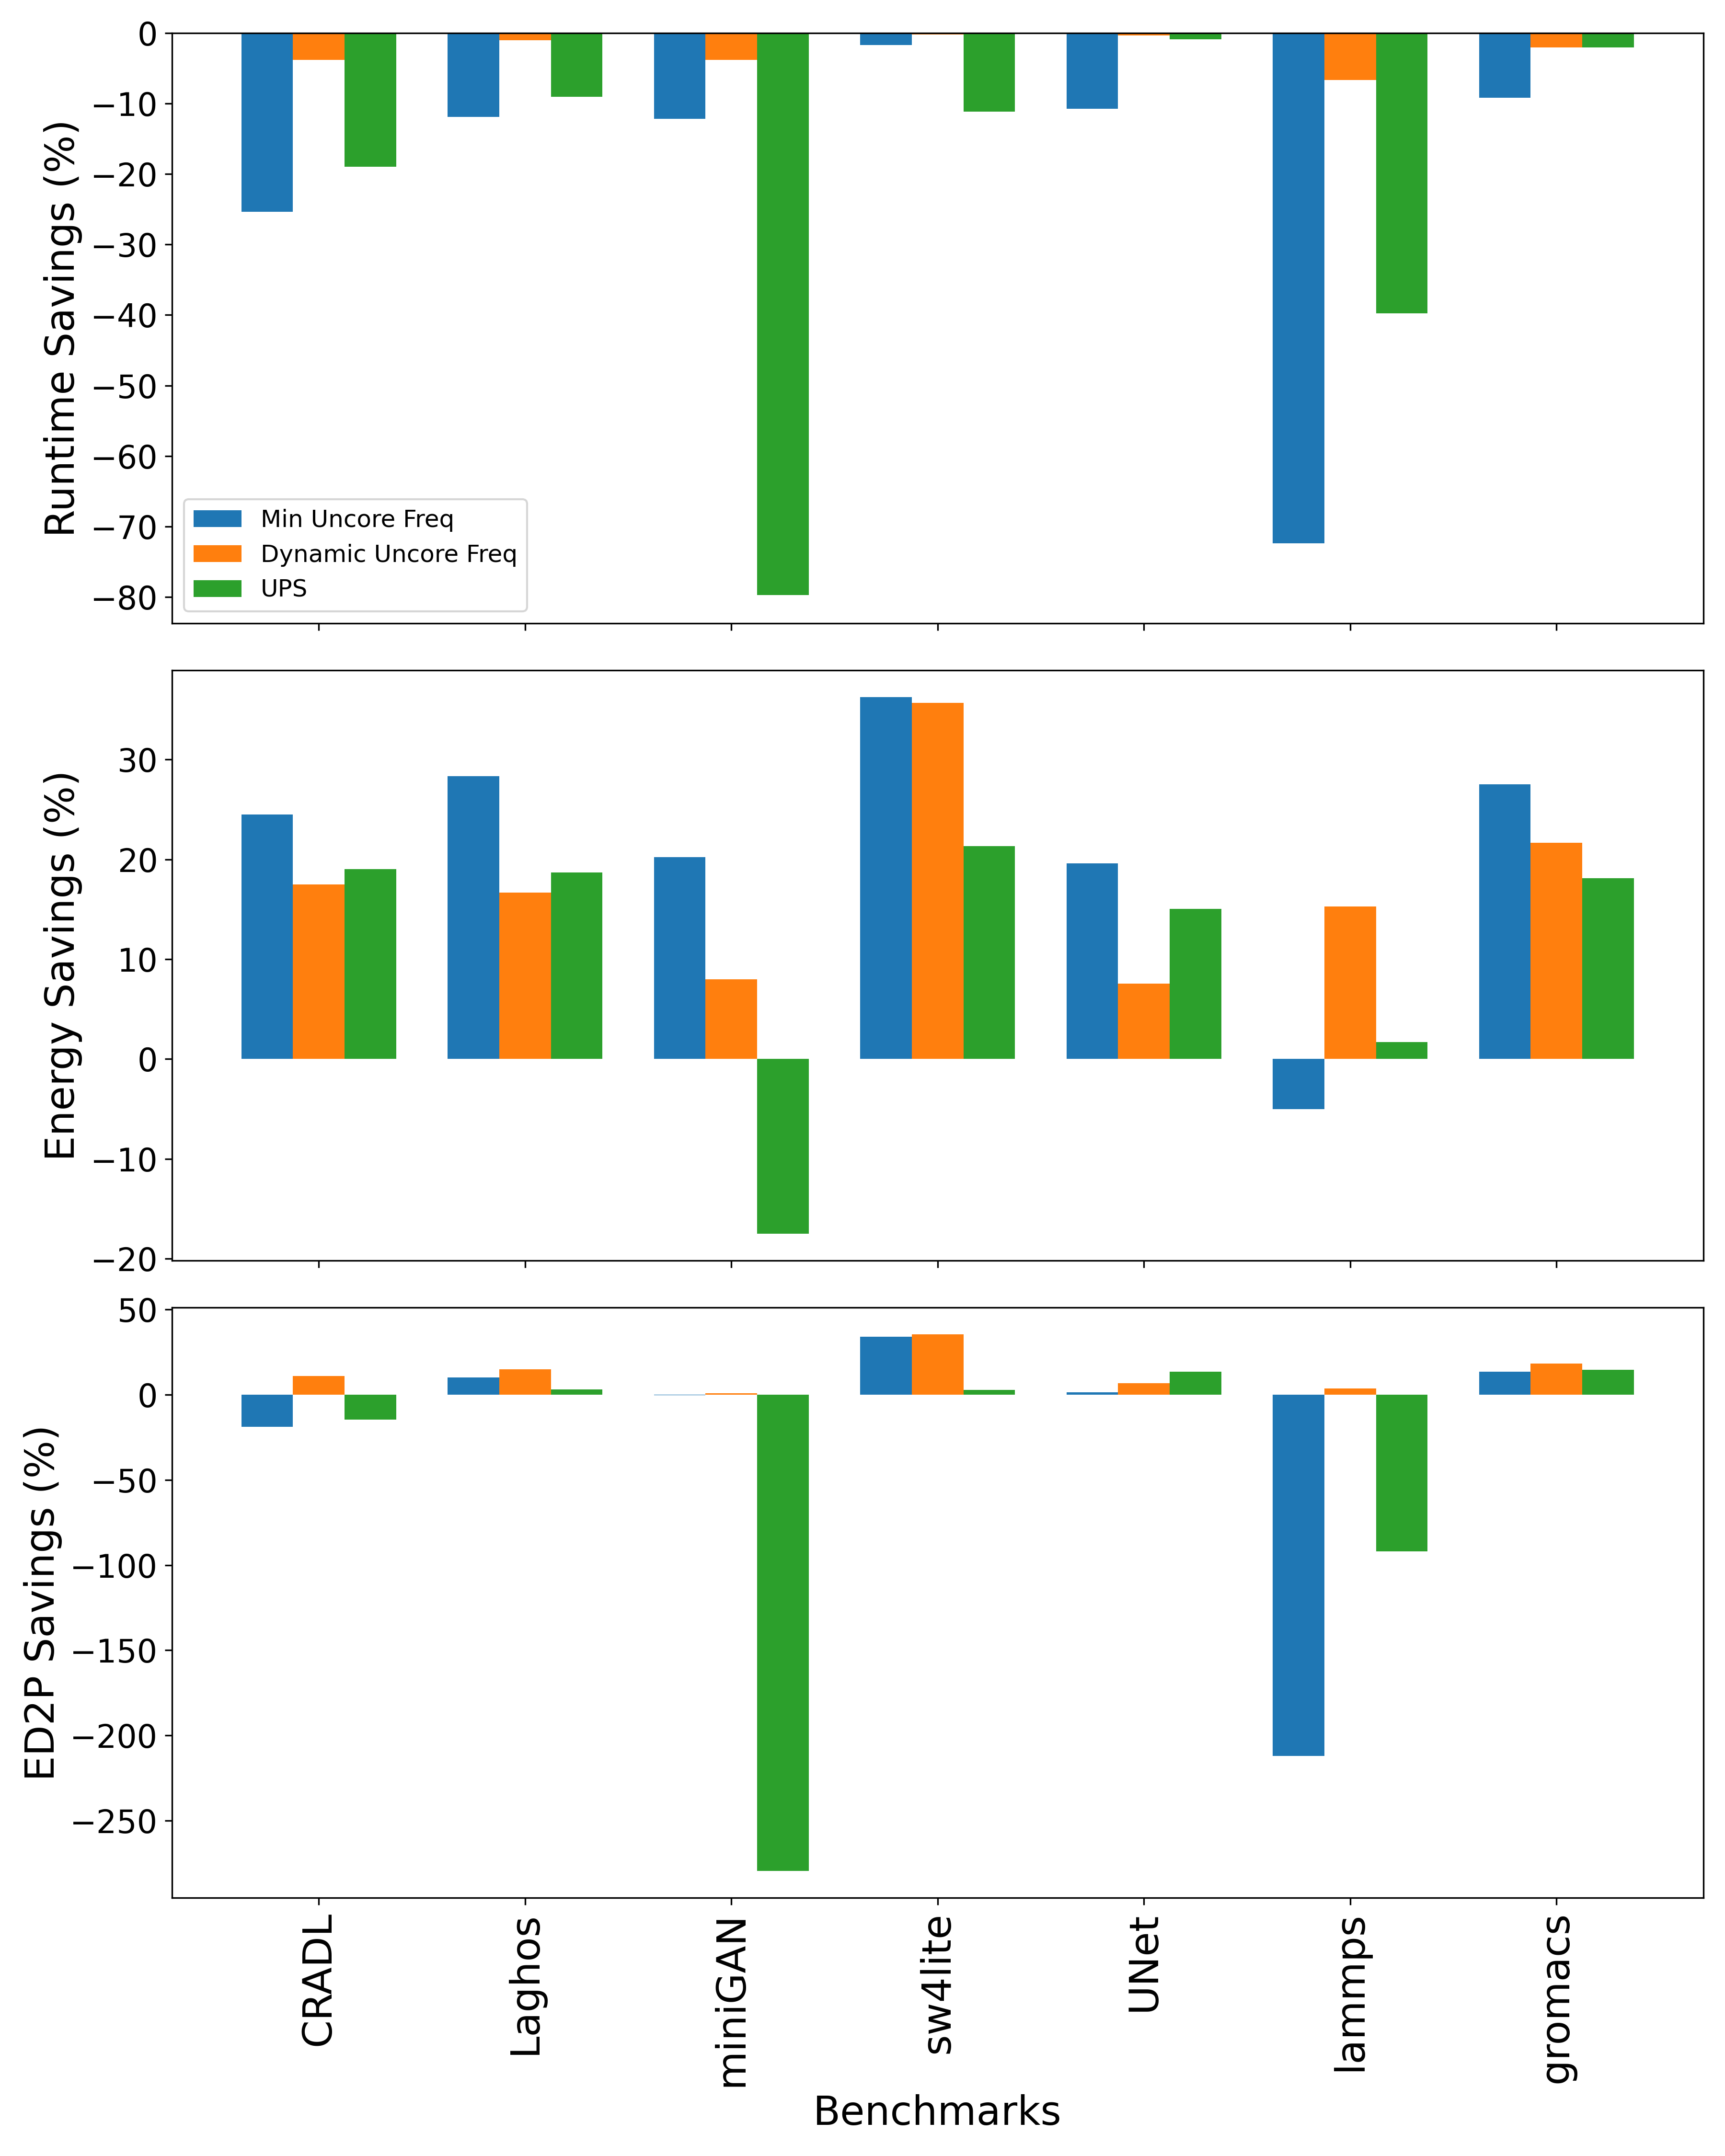 Runtime Savings (%)
0
−10
−20
−30
−40
−50
−60
−70
−80
Min Uncore Freq
Dynamic Uncore Freq
UPS
Energy Savings (%)
30
20
10
0
−10
−20
ED2P Savings (%)
50
0
−50
−100
−150
−200
−250
CRADL
Laghos
miniGAN
sw4lite
UNet
lammps
gromacs
Benchmarks